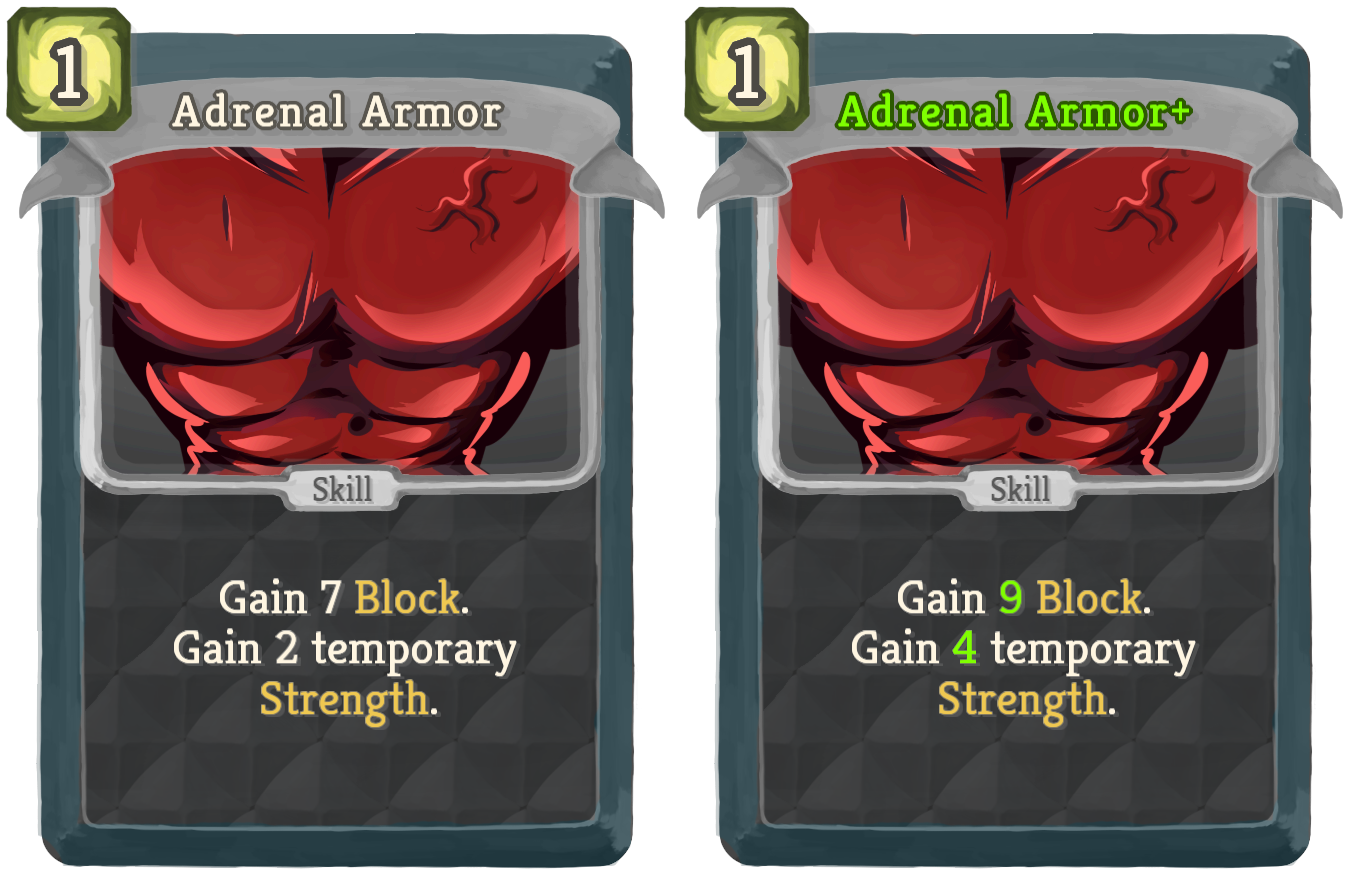 1
Adrenal Armor
Skill
Gain 7 Block.
Gain 2 temporary
Strength.
1
Adrenal Armor+
Skill
Gain 9 Block.
Gain 4 temporary
Strength.